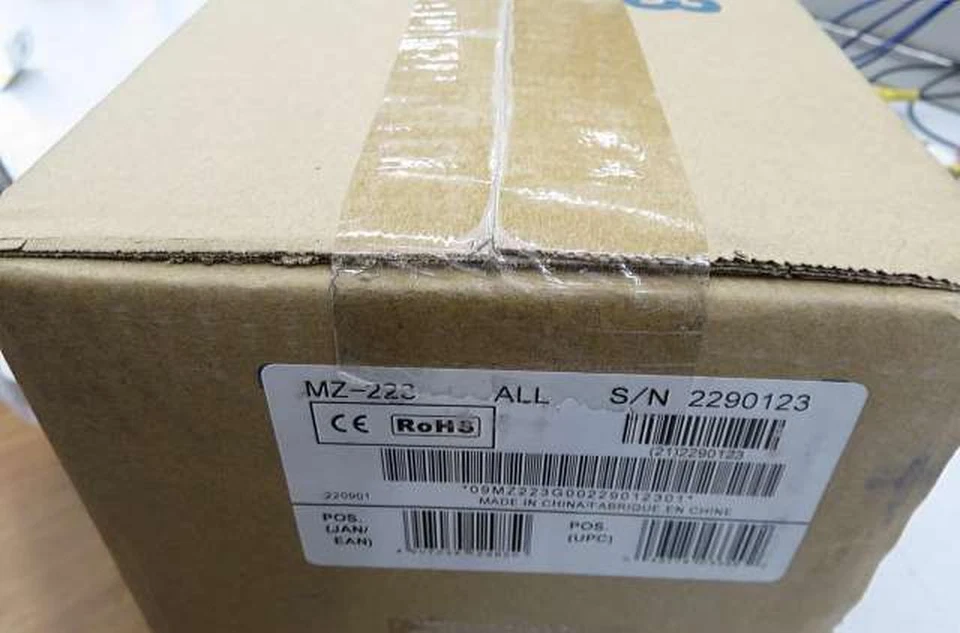 MZ-223 ALL S/N 2290123
CE RoHS
(21)2290123
*09MZ223G00229012301*
220901
MADE IN CHINA/FABRIQUE EN CHINE
POS. (JAN/ EAN)
POS. (UPC)